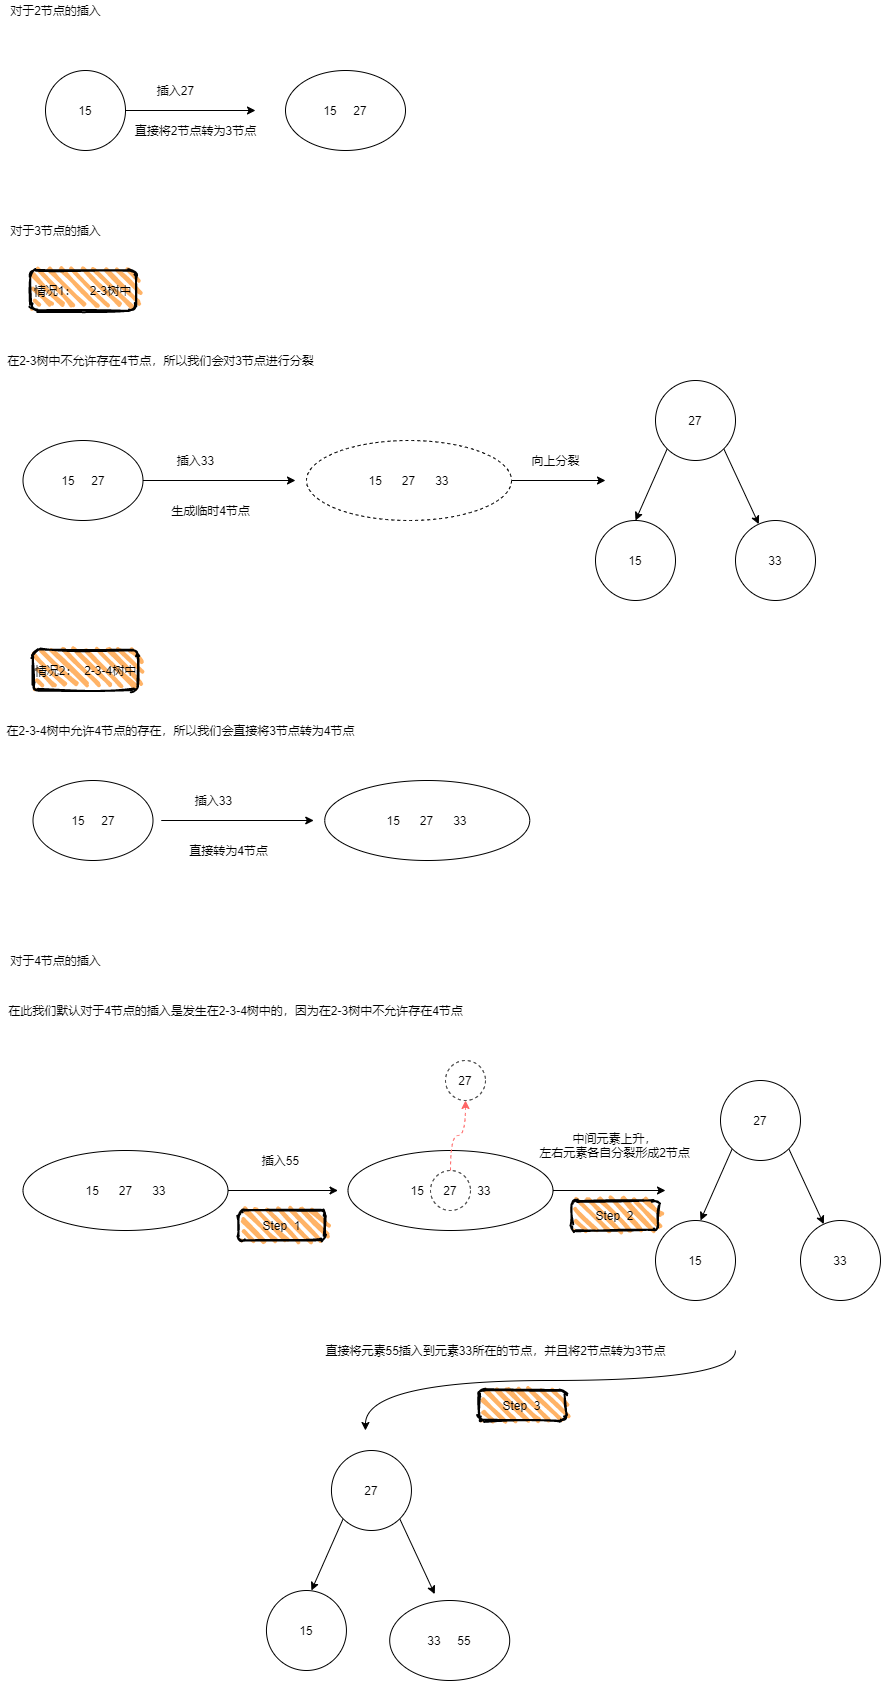 对于2节点的插入
插入27
15
15 27
直接将2节点转为3节点
对于3节点的插入
情况1： 2-3树中
在2-3树中不允许存在4节点，所以我们会对3节点进行分裂
27
插入33
向上分裂
15 27
15 27 33
生成临时4节点
15
33
情况2： 2-3-4树中
在2-3-4树中允许4节点的存在，所以我们会直接将3节点转为4节点
插入33
15 27
15 27 33
直接转为4节点
对于4节点的插入
在此我们默认对于4节点的插入是发生在2-3-4树中的，因为在2-3树中不允许存在4节点
27
27
中间元素上升，
左右元素各自分裂形成2节点
插入55
15 27 33
15 27 33
Step 1
Step 2
15
33
直接将元素55插入到元素33所在的节点，并且将2节点转为3节点
Step 3
27
15
33 55